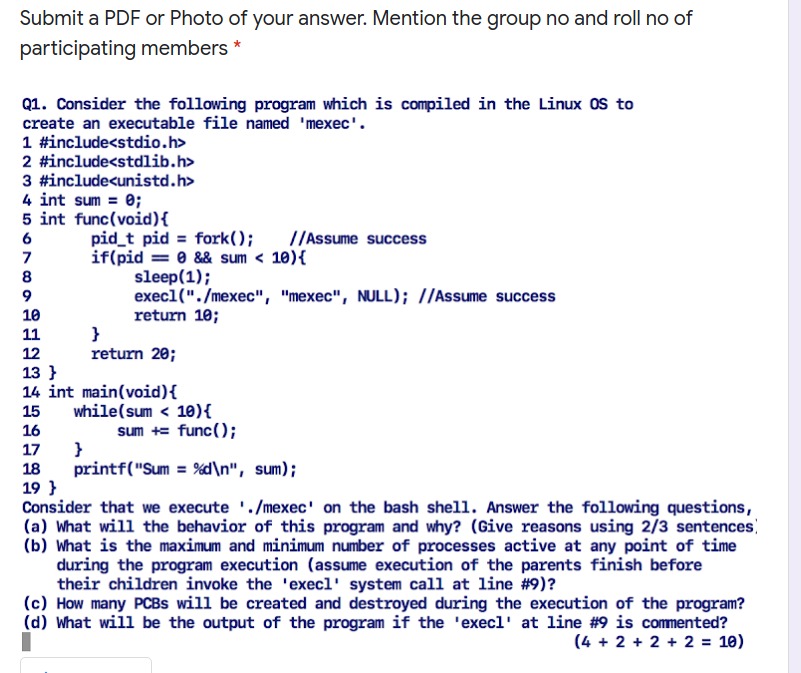 Submit a PDF or Photo of your answer. Mention the group no and roll no of
participating members *
Q1. Consider the following program which is compiled in the Linux OS to
create an executable file named 'mexec'.
1 #include<stdio.h>
2 #include<stdlib.h>
3 #include<unistd.h>
4 int sum = 0;
5 int func(void){
6 pid_t pid = fork(); //Assume success
7 if(pid == 0 && sum < 10){
8 sleep(1);
9 execl("./mexec", "mexec", NULL); //Assume success
10 return 10;
11 }
12 return 20;
13 }
14 int main(void){
15 while(sum < 10){
16 sum += func();
17 }
18 printf("Sum = %d\n", sum);
19 }
Consider that we execute './mexec' on the bash shell. Answer the following questions,
(a) What will the behavior of this program and why? (Give reasons using 2/3 sentences)
(b) What is the maximum and minimum number of processes active at any point of time
during the program execution (assume execution of the parents finish before
their children invoke the 'execl' system call at line #9)?
(c) How many PCBs will be created and destroyed during the execution of the program?
(d) What will be the output of the program if the 'execl' at line #9 is commented?
(4 + 2 + 2 + 2 = 10)